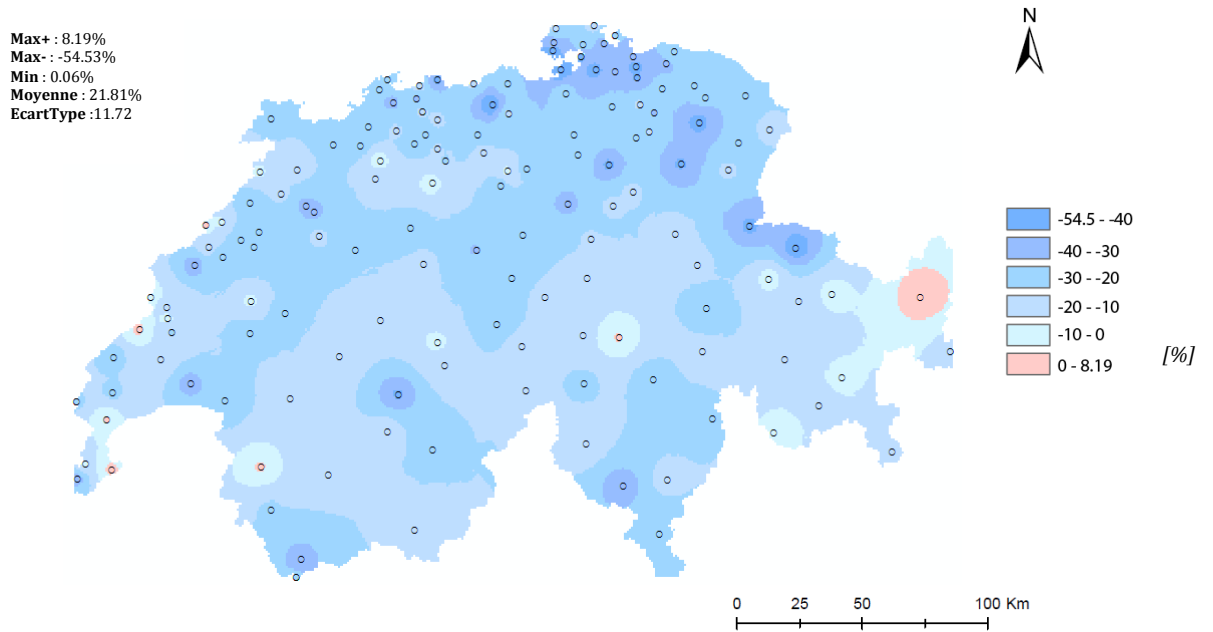 Max+ : 8.19%
Max- : -54.53%
Min : 0.06%
Moyenne : 21.81%
EcartType :11.72
N
-54.5 - -40
-40 - -30
-30 - -20
-20 - -10
-10 - 0
0 - 8.19
[%]
0 25 50 100 Km